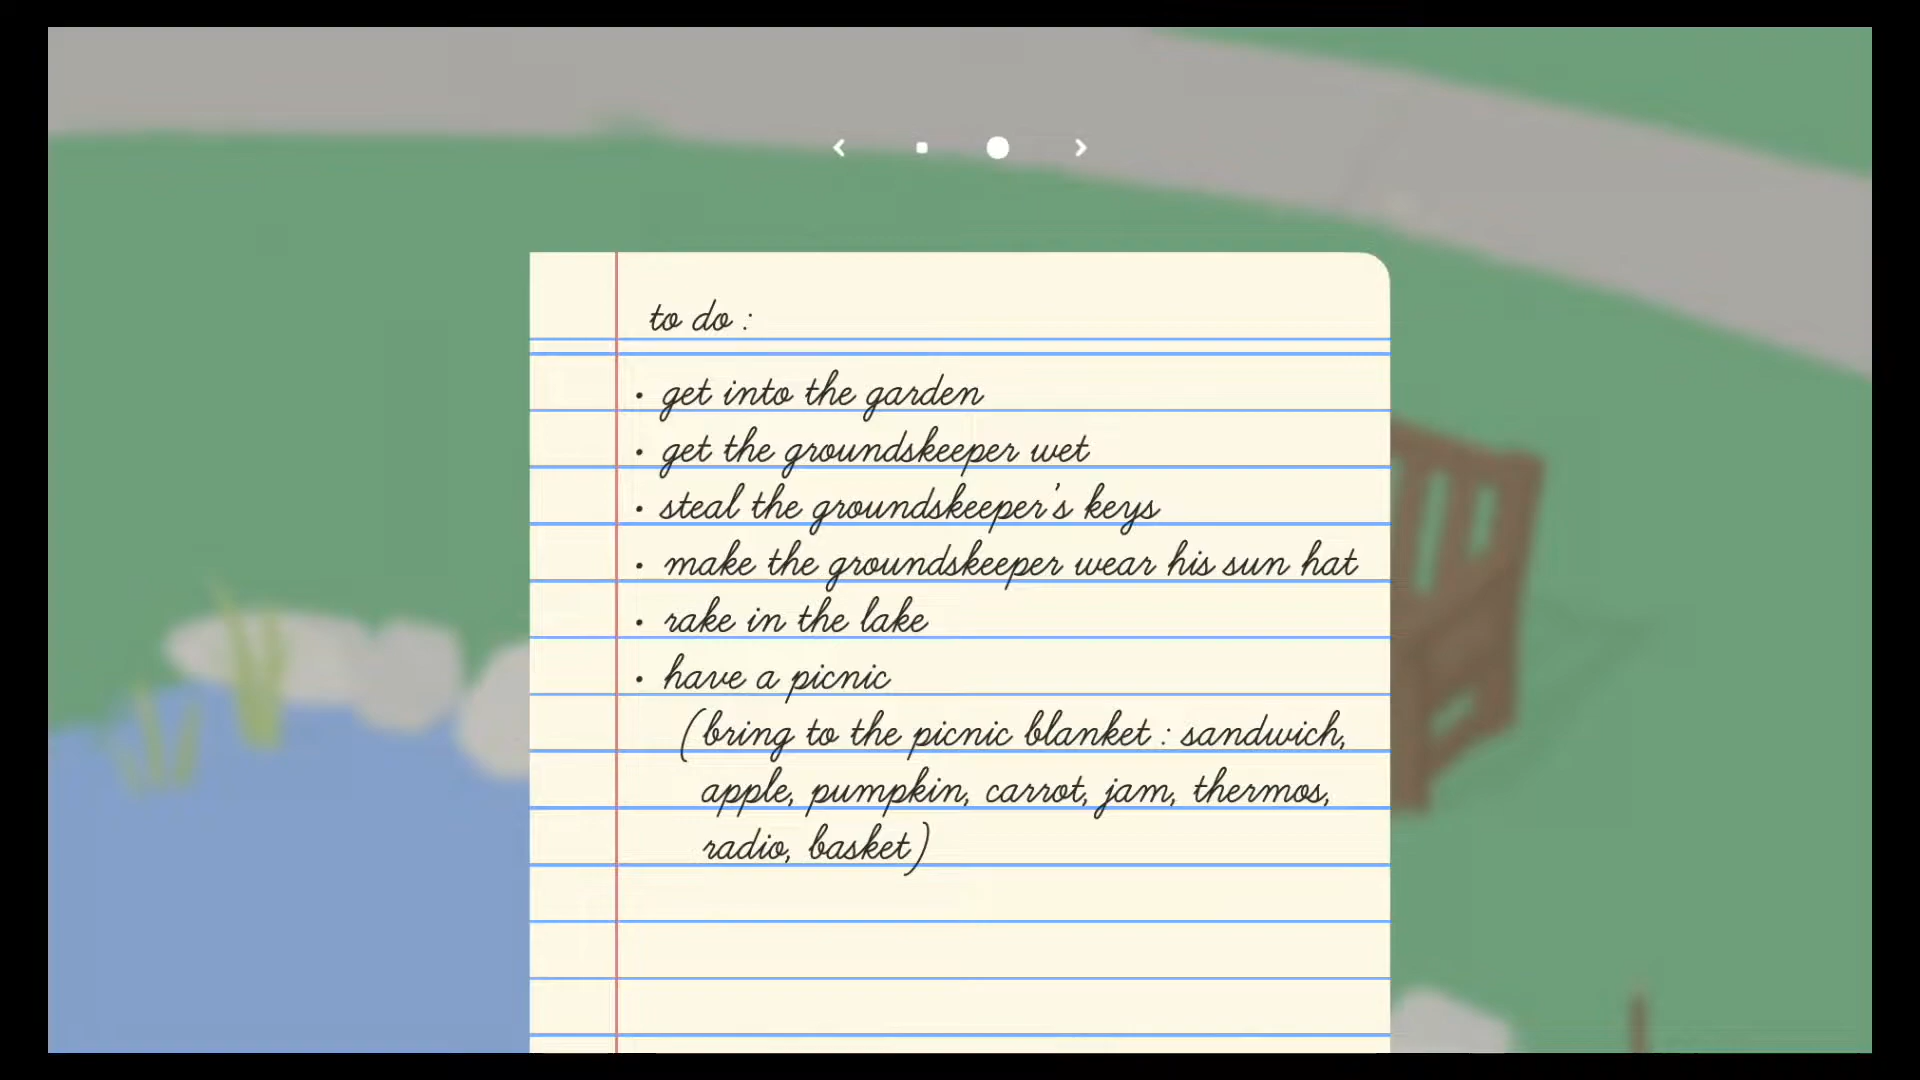 to do :
• get into the garden
• get the groundskeeper wet
• steal the groundskeeper's keys
• make the groundskeeper wear his sun hat
• rake in the lake
• have a picnic
(bring to the picnic blanket : sandwich,
apple, pumpkin, carrot, jam, thermos,
radio, basket)